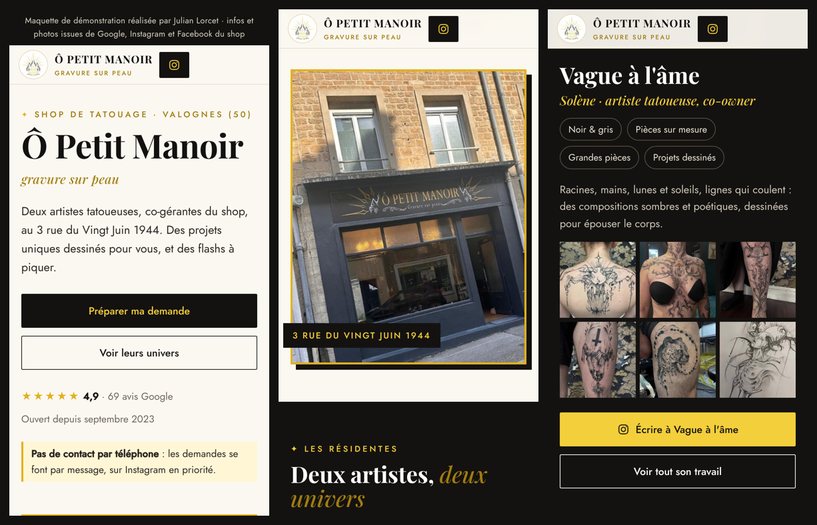 Maquette de démonstration réalisée par Julian Lorcet · infos et
photos issues de Google, Instagram et Facebook du shop
Ô PETIT MANOIR
GRAVURE SUR PEAU
SHOP DE TATOUAGE · VALOGNES (50)
Ô Petit Manoir
gravure sur peau
Deux artistes tatoueuses, co-gérantes du shop,
au 3 rue du Vingt Juin 1944. Des projets
uniques dessinés pour vous, et des flashs à
piquer.
Préparer ma demande
Voir leurs univers
★★★★★ 4,9 · 69 avis Google
Ouvert depuis septembre 2023
Pas de contact par téléphone : les demandes se
font par message, sur Instagram en priorité.
Ô PETIT MANOIR
GRAVURE SUR PEAU
Ô PETIT MANOIR
Gravure sur peau
3 RUE DU VINGT JUIN 1944
LES RÉSIDENTES
Deux artistes, deux
univers
Ô PETIT MANOIR
GRAVURE SUR PEAU
Vague à l'âme
Solène · artiste tatoueuse, co-owner
Noir & gris
Pièces sur mesure
Grandes pièces
Projets dessinés
Racines, mains, lunes et soleils, lignes qui coulent :
des compositions sombres et poétiques, dessinées
pour épouser le corps.
Écrire à Vague à l'âme
Voir tout son travail